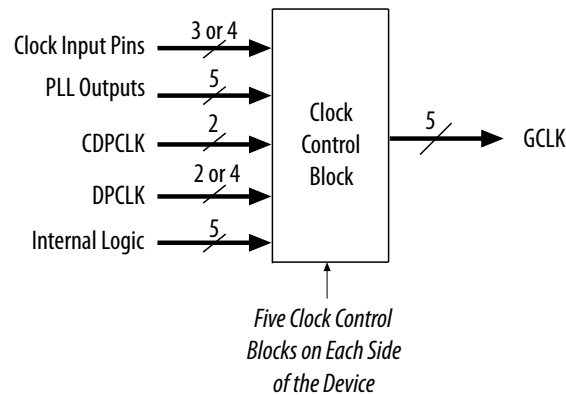 Clock Input Pins
3 or 4
PLL Outputs
5
CDPCLK
2
DPCLK
2 or 4
Internal Logic
5
Clock
Control
Block
5
GCLK
Five Clock Control
Blocks on Each Side
of the Device